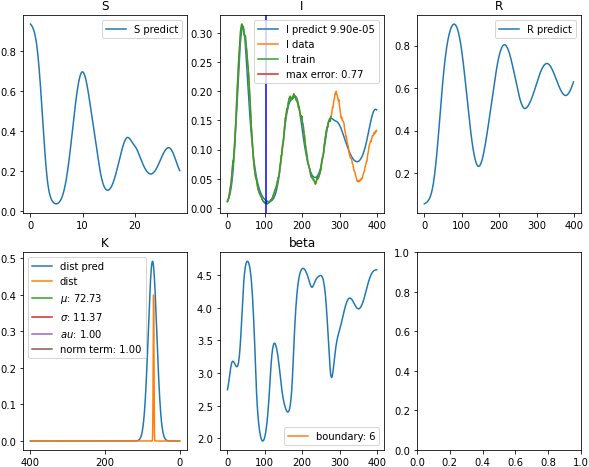 S
I
R
S predict
I predict 9.90e-05
I data
I train
max error: 0.77
R predict
0.8
0.6
0.4
0.2
0.0
0 10 20
0.30
0.25
0.20
0.15
0.10
0.05
0.00
0 100 200 300 400
0.8
0.6
0.4
0.2
0 100 200 300 400
K
beta
dist pred
dist
μ: 72.73
σ: 11.37
au: 1.00
norm term: 1.00
0.5
0.4
0.3
0.2
0.1
0.0
400 200 0
4.5
4.0
3.5
3.0
2.5
2.0
boundary: 6
0 100 200 300 400
1.0
0.8
0.6
0.4
0.2
0.0
0.0 0.2 0.4 0.6 0.8 1.0